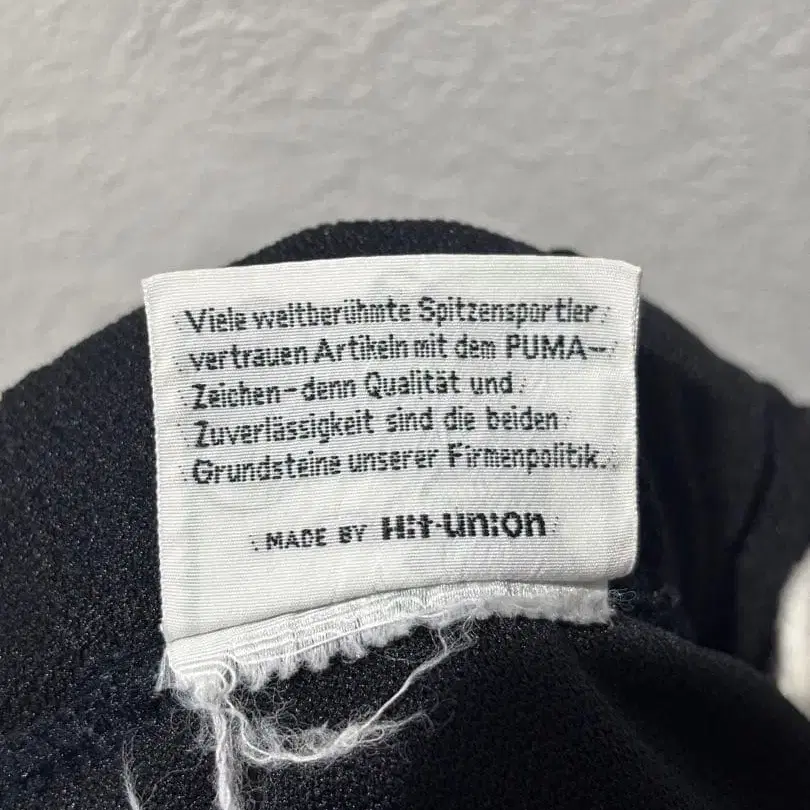 Viele weltberühmte Spitzensportler
vertrauen Artikeln mit dem PUMA-
Zeichen-denn Qualität und
Zuverlässigkeit sind die beiden
Grundsteine unserer Firmenpolitik.
MADE BY Hit-union